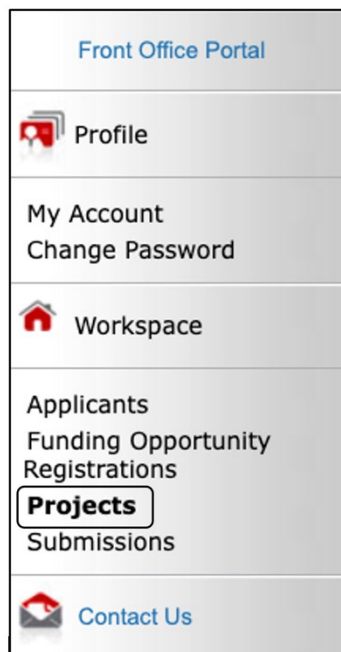 Front Office Portal
Profile
My Account
Change Password
Workspace
Applicants
Funding Opportunity
Registrations
Projects
Submissions
Contact Us